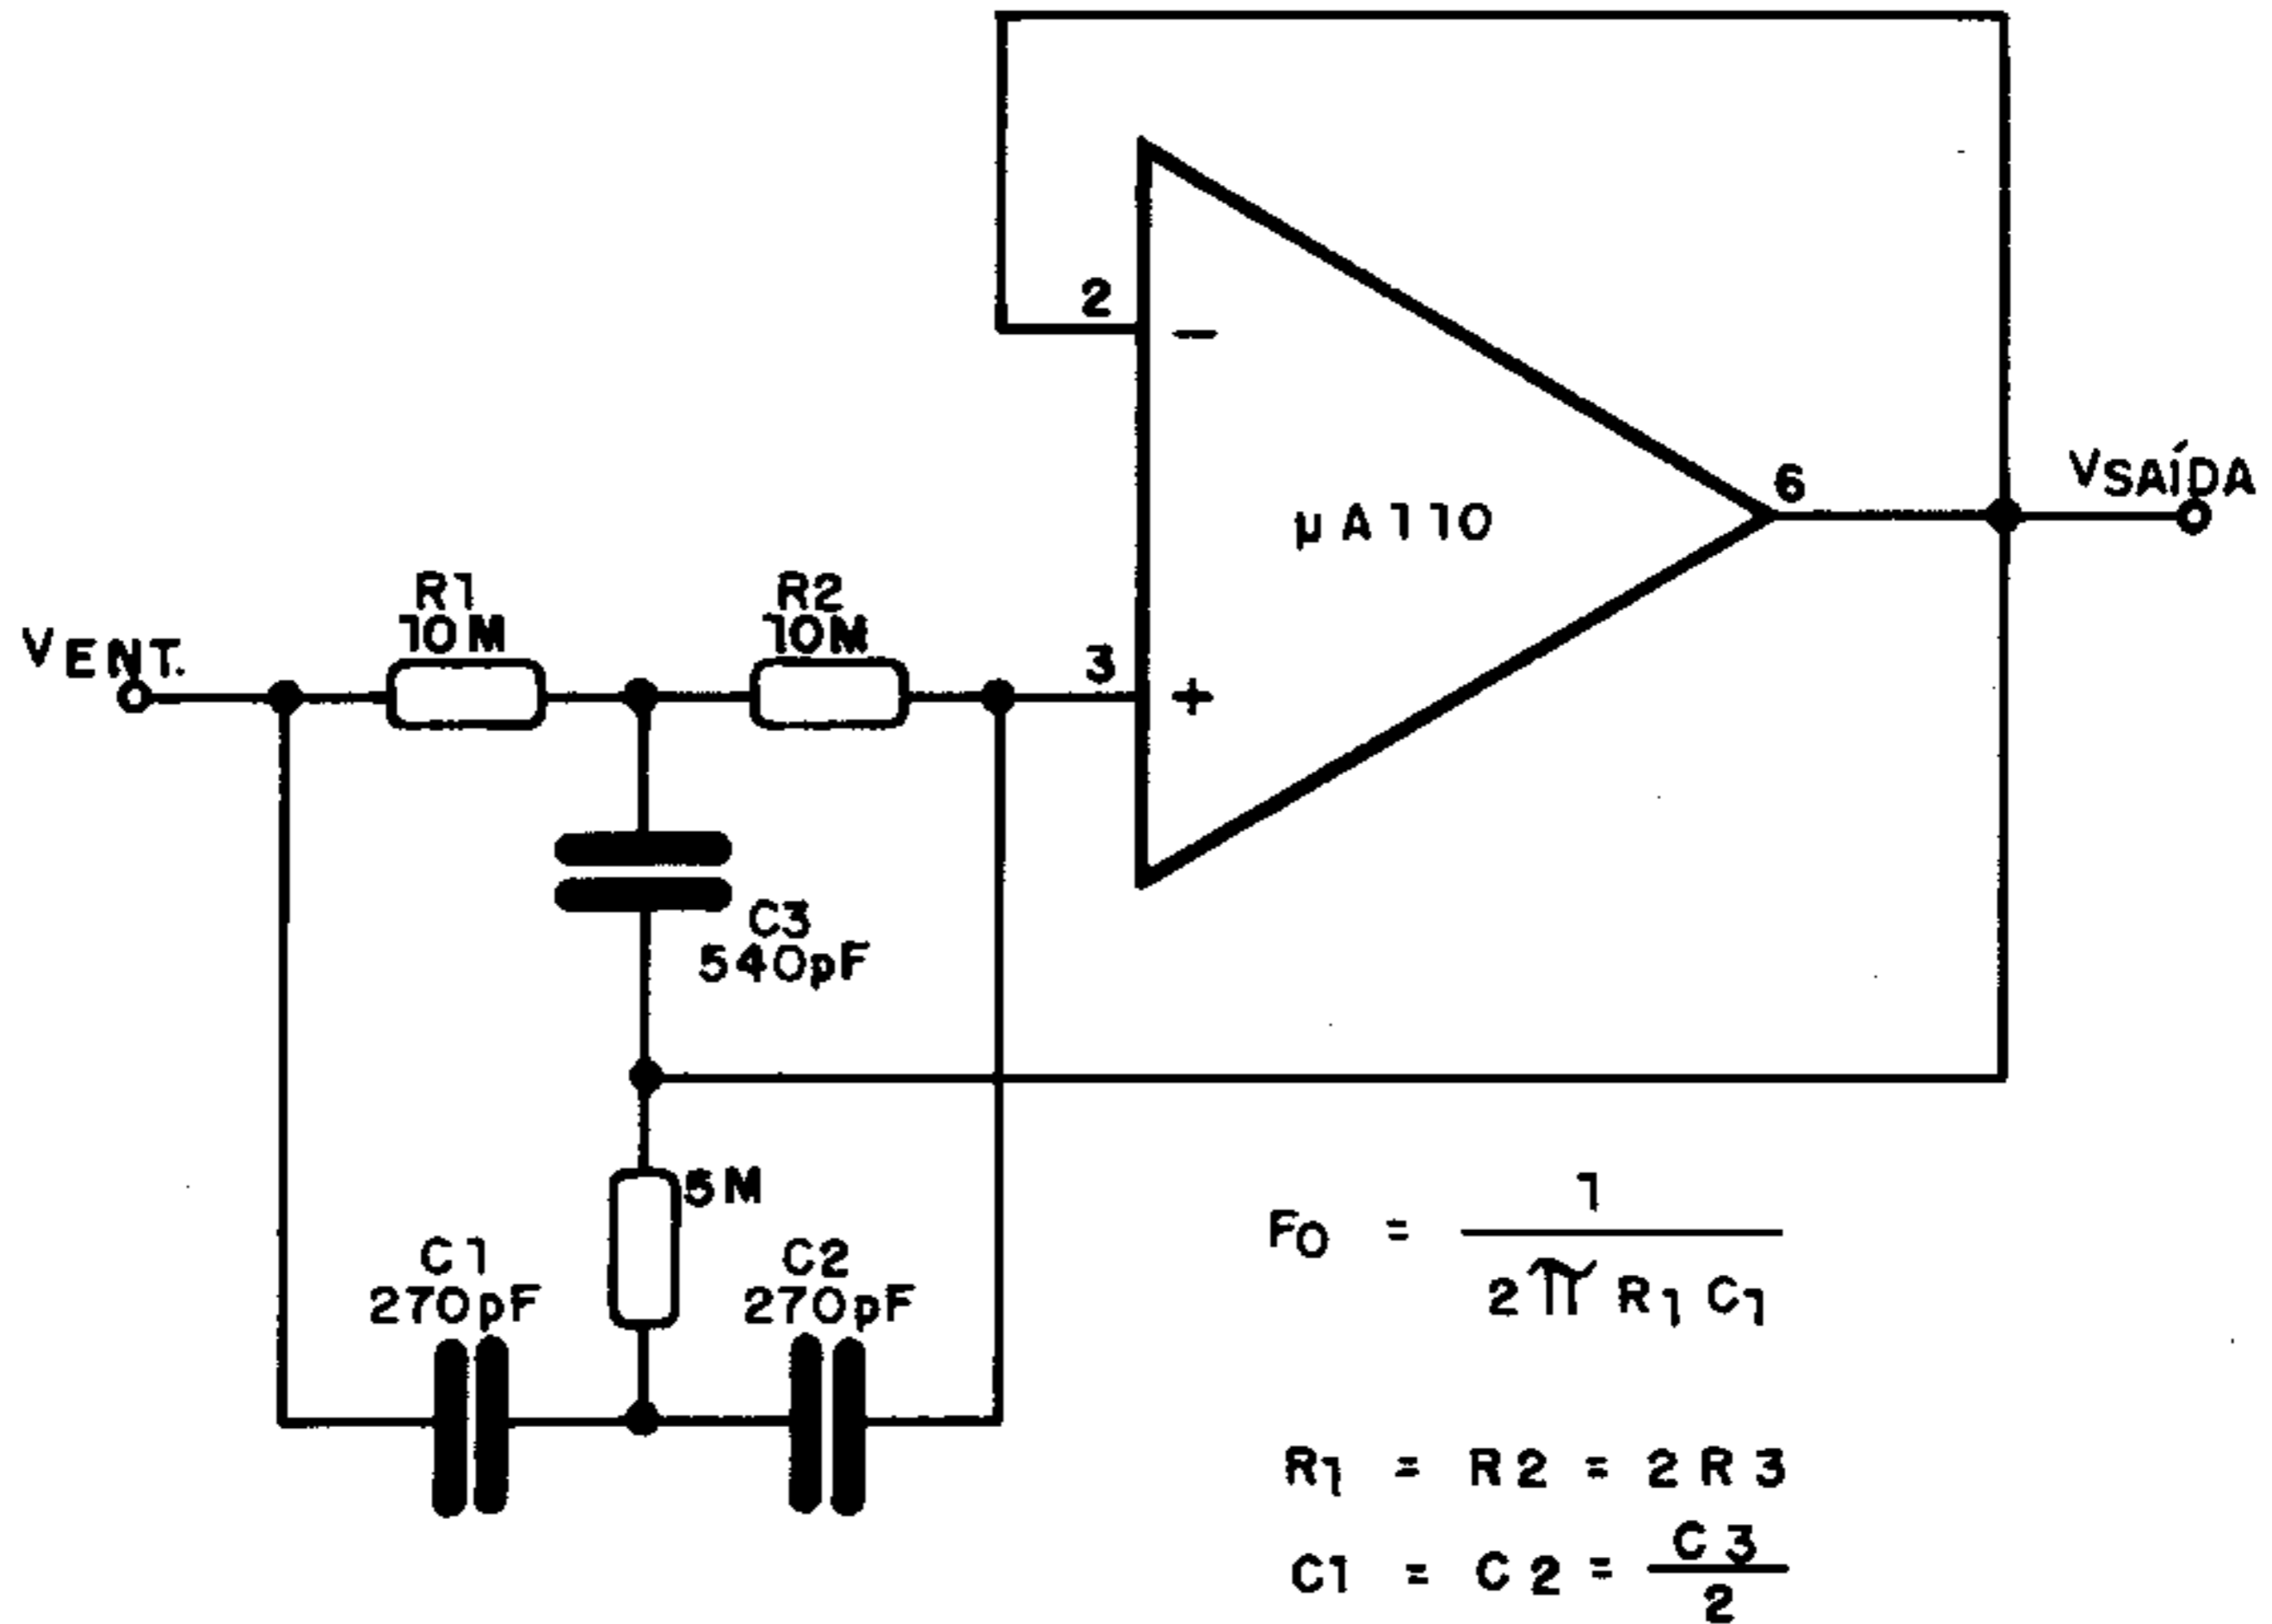 2
−
μA110
6
VSAÍDA
R1
10M
R2
10M
VENT.
3
+
C3
540pF
5M
C1
270pF
C2
270pF
FO = 1 / 2π R1 C1
R1 = R2 = 2R3
C1 = C2 = C3 / 2